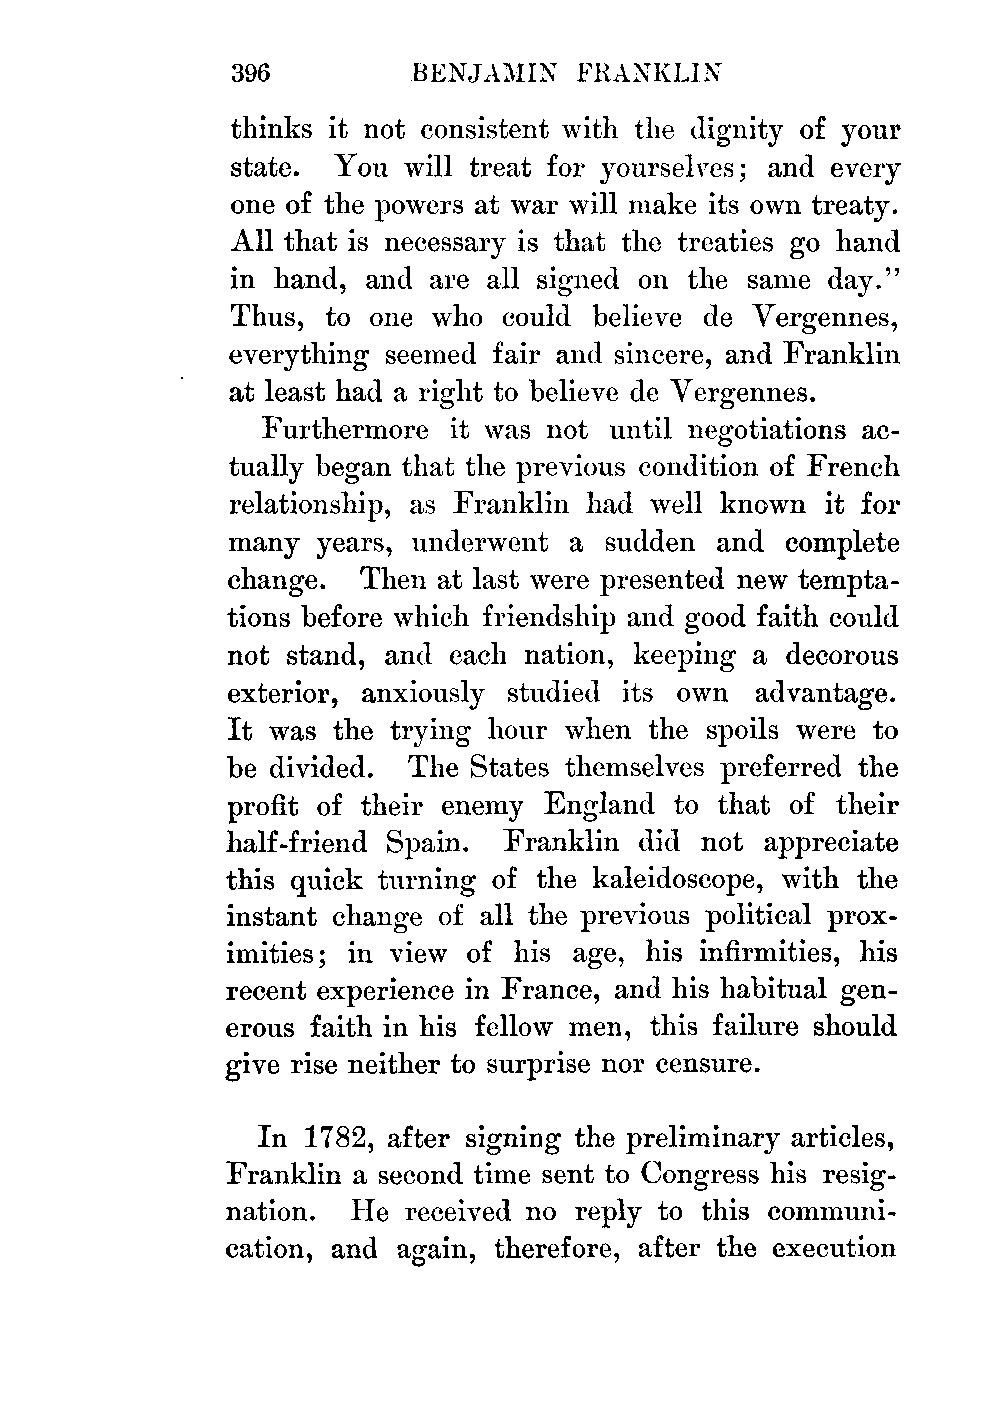 396 BENJAMIN FRANKLIN
thinks it not consistent with the dignity of your
state. You will treat for yourselves; and every
one of the powers at war will make its own treaty.
All that is necessary is that the treaties go hand
in hand, and are all signed on the same day.”
Thus, to one who could believe de Vergennes,
everything seemed fair and sincere, and Franklin
at least had a right to believe de Vergennes.
Furthermore it was not until negotiations ac-
tually began that the previous condition of French
relationship, as Franklin had well known it for
many years, underwent a sudden and complete
change. Then at last were presented new tempta-
tions before which friendship and good faith could
not stand, and each nation, keeping a decorous
exterior, anxiously studied its own advantage.
It was the trying hour when the spoils were to
be divided. The States themselves preferred the
profit of their enemy England to that of their
half-friend Spain. Franklin did not appreciate
this quick turning of the kaleidoscope, with the
instant change of all the previous political prox-
imities; in view of his age, his infirmities, his
recent experience in France, and his habitual gen-
erous faith in his fellow men, this failure should
give rise neither to surprise nor censure.
In 1782, after signing the preliminary articles,
Franklin a second time sent to Congress his resig-
nation. He received no reply to this communi-
cation, and again, therefore, after the execution